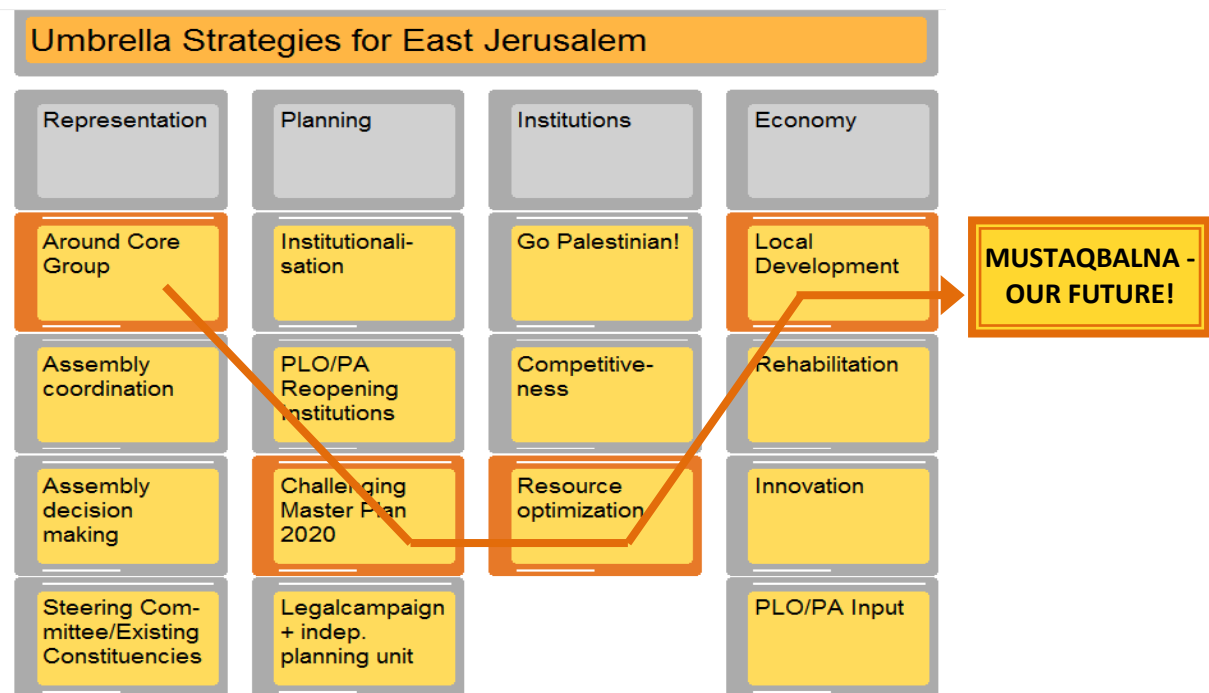 Umbrella Strategies for East Jerusalem
Representation
Planning
Institutions
Economy
Around Core
Group
Institutionali-
sation
Go Palestinian!
Local
Development
MUSTAQBALNA -
OUR FUTURE!
Assembly
coordination
PLO/PA
Reopening
Institutions
Competitive-
ness
Rehabilitation
Assembly
decision
making
Challenging
Master Plan
2020
Resource
optimization
Innovation
Steering Com-
mittee/Existing
Constituencies
Legalcampaign
+ indep.
planning unit
PLO/PA Input